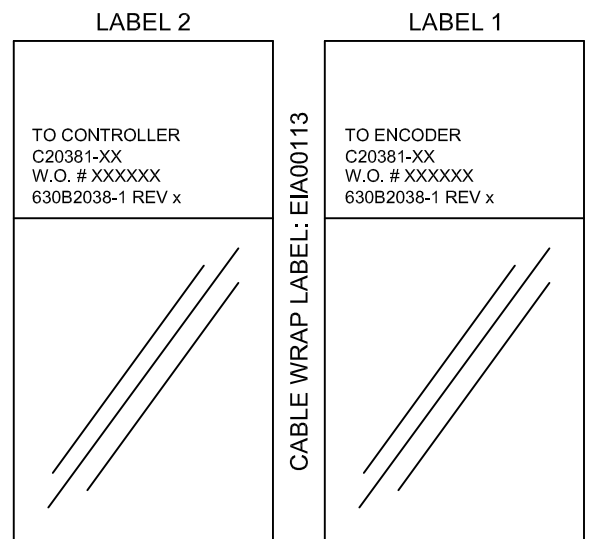 LABEL 2
TO CONTROLLER
C20381-XX
W.O. # XXXXXX
630B2038-1 REV x
CABLE WRAP LABEL: EIA00113
LABEL 1
TO ENCODER
C20381-XX
W.O. # XXXXXX
630B2038-1 REV x